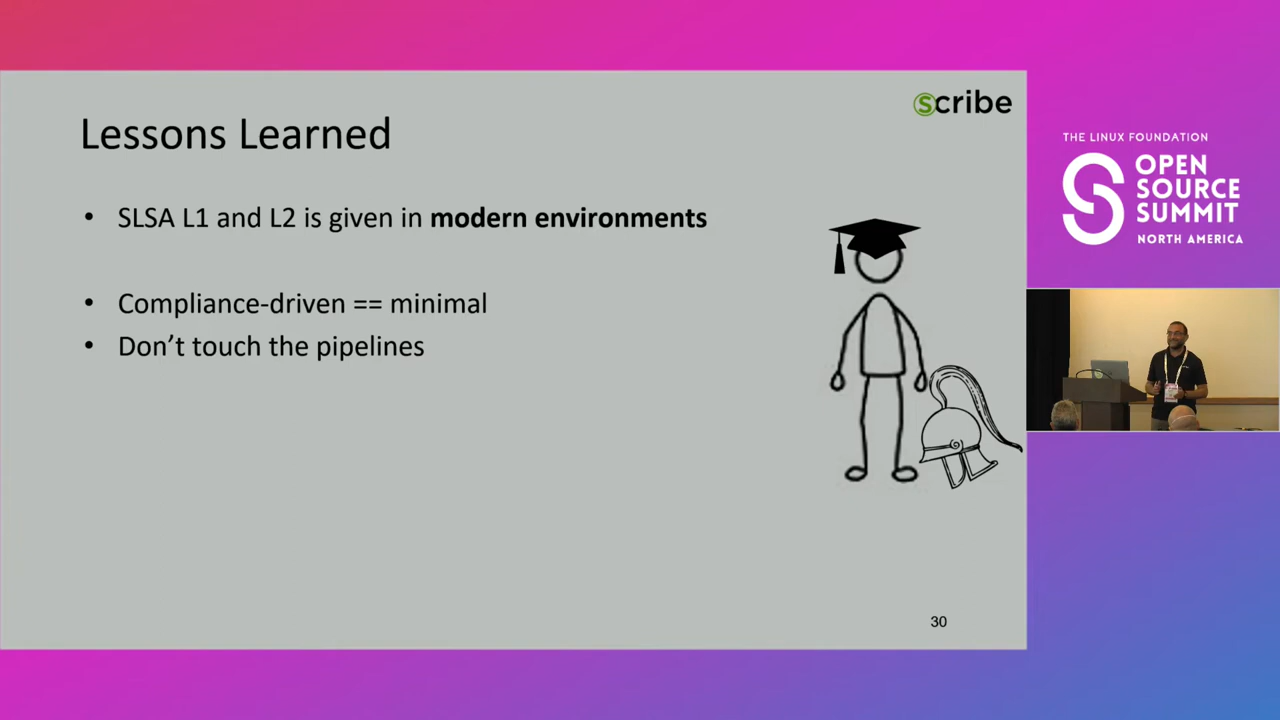 scribe
Lessons Learned
• SLSA L1 and L2 is given in modern environments
• Compliance-driven == minimal
• Don’t touch the pipelines
30
THE LINUX FOUNDATION
OPEN
SOURCE
SUMMIT
NORTH AMERICA